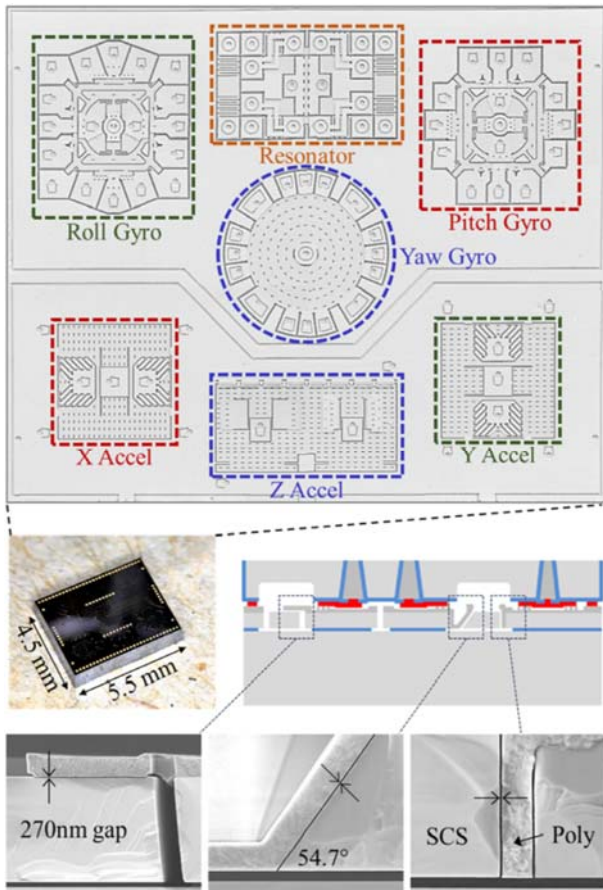 Resonator
Roll Gyro
Pitch Gyro
Yaw Gyro
X Accel
Y Accel
Z Accel
4.5 mm
5.5 mm
270nm gap
54.7°
SCS
Poly